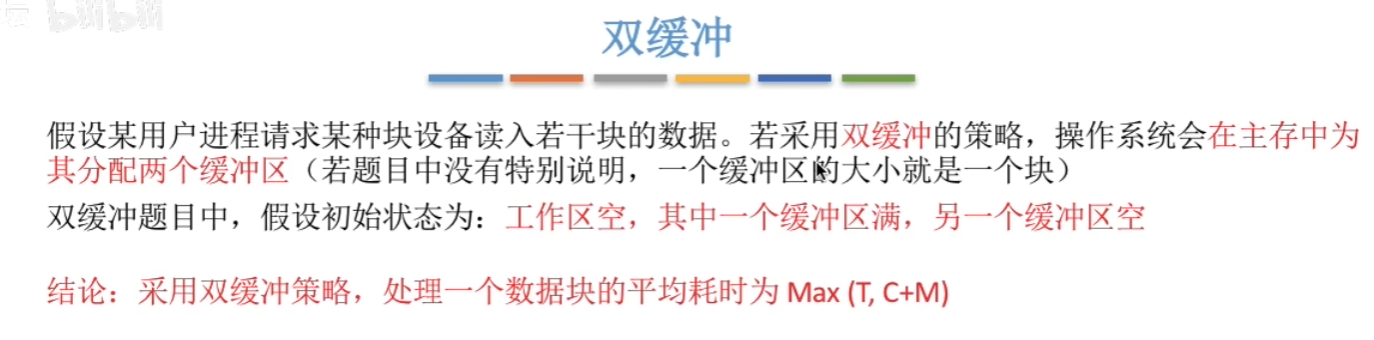 bilibili
双缓冲
假设某用户进程请求某种块设备读入若干块的数据。若采用双缓冲的策略，操作系统会在主存中为
其分配两个缓冲区（若题目中没有特别说明，一个缓冲区的大小就是一个块）
双缓冲题目中，假设初始状态为：工作区空，其中一个缓冲区满，另一个缓冲区空
结论：采用双缓冲策略，处理一个数据块的平均耗时为 Max (T, C+M)